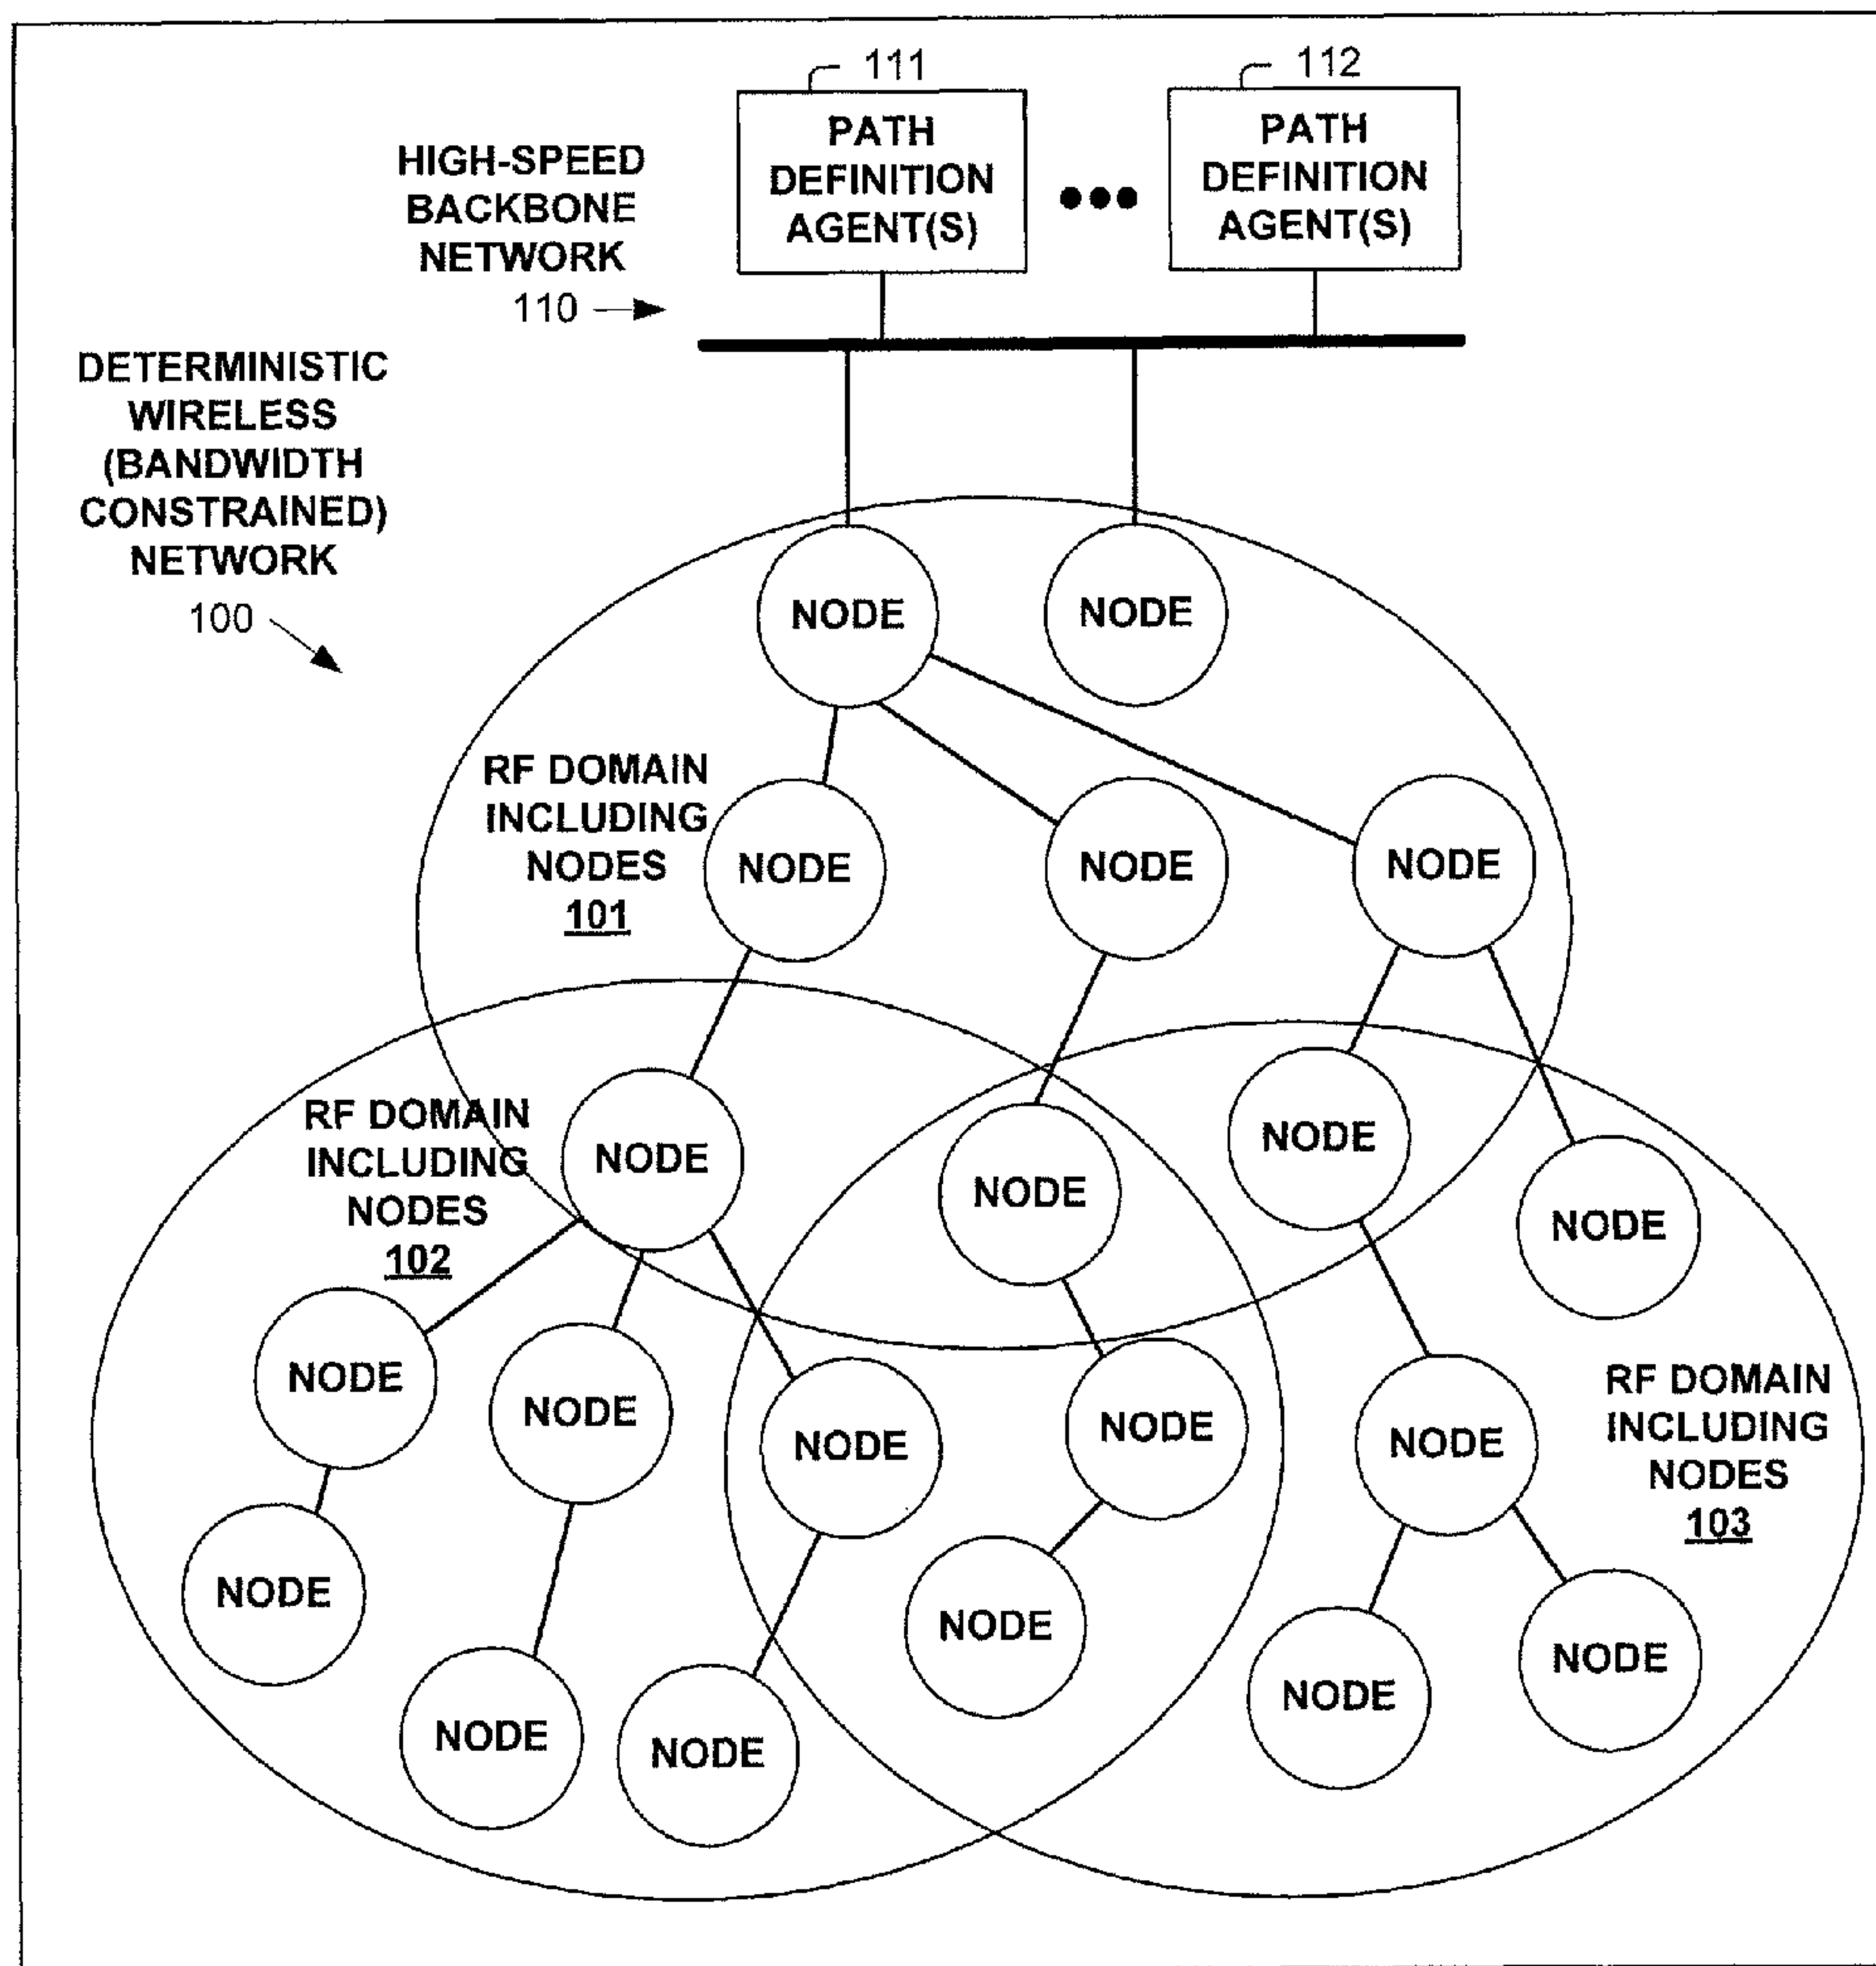 111
112
PATH
DEFINITION
AGENT(S)
PATH
DEFINITION
AGENT(S)
HIGH-SPEED
BACKBONE
NETWORK
110
DETERMINISTIC
WIRELESS
(BANDWIDTH
CONSTRAINED)
NETWORK
100
NODE
NODE
RF DOMAIN
INCLUDING
NODES
101
NODE
NODE
NODE
RF DOMAIN
INCLUDING
NODES
102
NODE
NODE
NODE
NODE
NODE
NODE
NODE
NODE
NODE
RF DOMAIN
INCLUDING
NODES
103
NODE
NODE
NODE
NODE
NODE
NODE